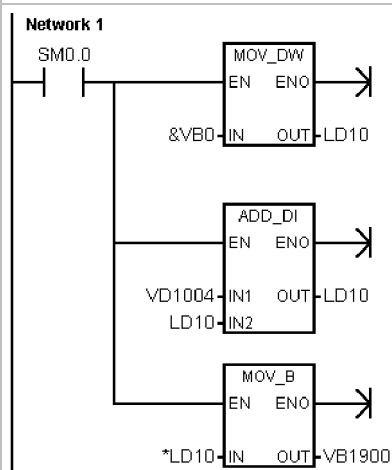 Network 1
SM0.0
MOV_DW
EN ENO
&VB0 IN OUT LD10
ADD_DI
EN ENO
VD1004 IN1 OUT LD10
LD10 IN2
MOV_B
EN ENO
*LD10 IN OUT VB1900